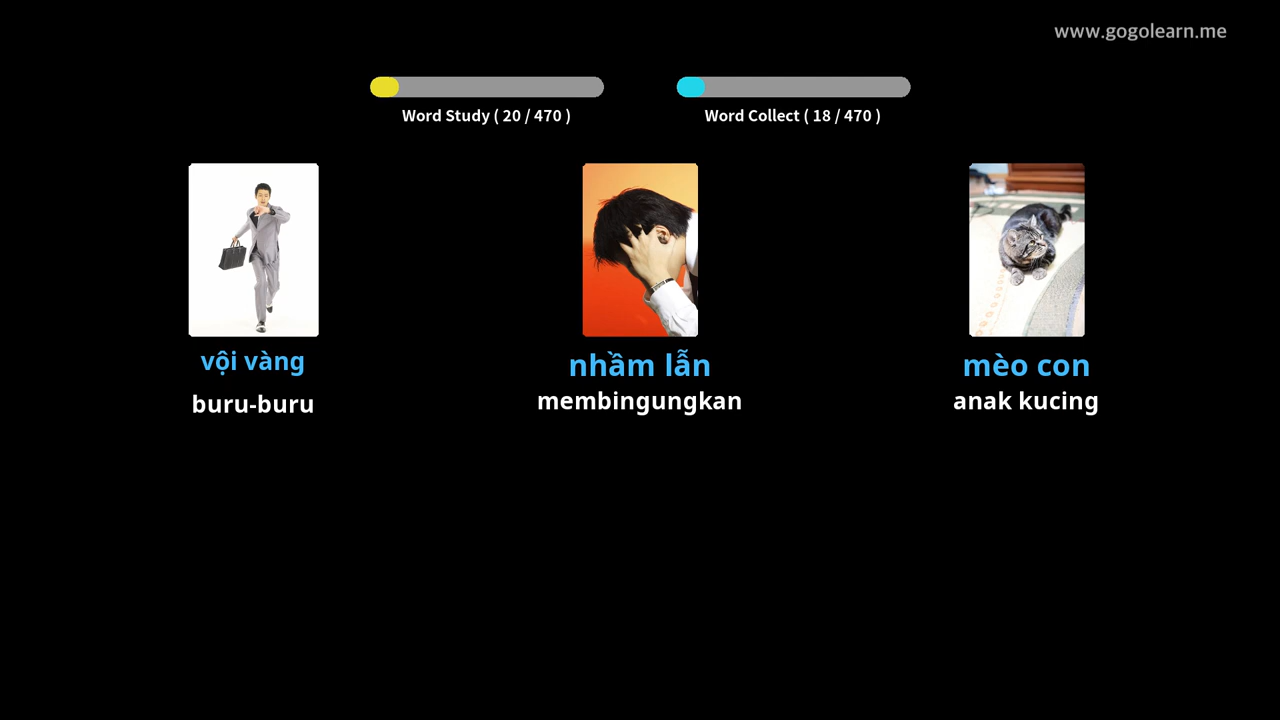 www.gogolearn.me
Word Study ( 20 / 470 )
Word Collect ( 18 / 470 )
vội vàng
buru-buru
nhầm lẫn
membingungkan
mèo con
anak kucing